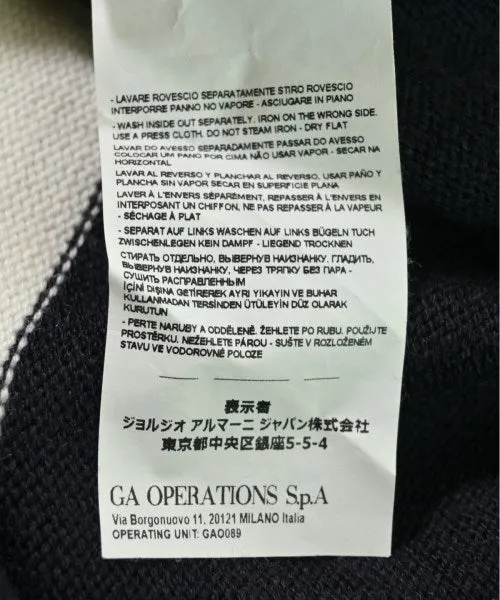 - LAVARE ROVESCIO SEPARATAMENTE STIRO ROVESCIO
INTERPORRE PANNO NO VAPORE - ASCIUGARE IN PIANO
- WASH INSIDE OUT SEPARATELY, IRON ON THE WRONG SIDE.
USE A PRESS CLOTH. DO NOT STEAM IRON - DRY FLAT
LAVAR DO AVESSO SEPARADAMENTE PASSAR DO AVESSO
COLOCAR UM PANO POR CIMA NÃO USAR VAPOR - SECAR NA
HORIZONTAL
LAVAR AL REVERSO Y PLANCHAR AL REVERSO, USAR PAÑO Y
PLANCHA SIN VAPOR SECAR EN SUPERFICIE PLANA
LAVER À L'ENVERS SÉPARÉMENT, REPASSER À L'ENVERS EN
INTERPOSANT UN CHIFFON, NE PAS REPASSER À LA VAPEUR
- SÉCHAGE À PLAT
- SEPARAT AUF LINKS WASCHEN AUF LINKS BÜGELN TUCH
ZWISCHENLEGEN KEIN DAMPF - LIEGEND TROCKNEN
СТИРАТЬ ОТДЕЛЬНО, ВЫВЕРНУВ НАИЗНАНКУ. ГЛАДИТЬ,
ВЫВЕРНУВ НАИЗНАНКУ, ЧЕРЕЗ ТРЯПКУ БЕЗ ПАРА -
СУШИТЬ РАСПРАВЛЕННЫМ
İÇİNİ DIŞINA GETİREREK AYRI YIKAYIN VE BUHAR
KULLANMADAN TERSİNDEN ÜTÜLEYİN DÜZ OLARAK
KURUTUN
- PERTE NARUBY A ODDĚLENĚ. ŽEHLETE PO RUBU. POUŽIJTE
PROSTĚRKU. NEŽEHLETE PÁROU - SUŠTE V ROZLOŽENÉM
STAVU VE VODOROVNÉ POLOZE
表示者
ジョルジオ アルマーニ ジャパン株式会社
東京都中央区銀座5-5-4
GA OPERATIONS S.p.A
Via Borgonuovo 11, 20121 MILANO Italia
OPERATING UNIT: GAO089